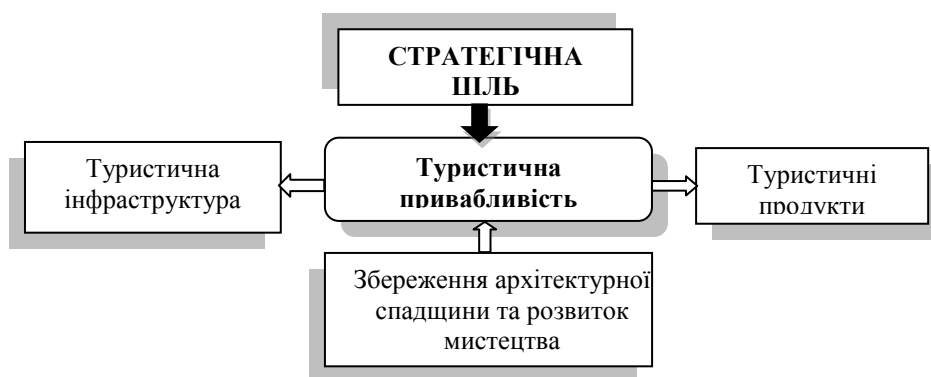 СТРАТЕГІЧНА
ЦІЛЬ
Туристична
інфраструктура
Туристична
привабливість
Туристичні
продукти
Збереження архітектурної
спадщини та розвиток
мистецтва